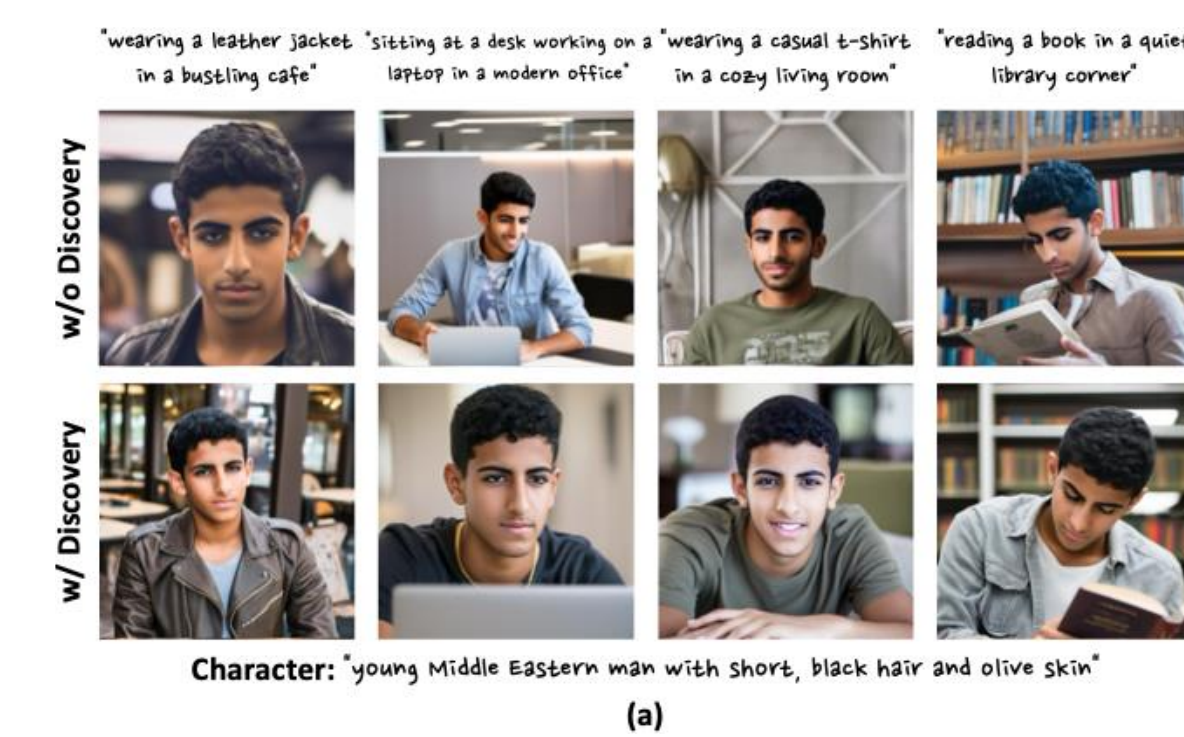 "wearing a leather jacket
in a bustling cafe"
"sitting at a desk working on a
laptop in a modern office"
"wearing a casual t-shirt
in a cozy living room"
"reading a book in a quiet
library corner"
w/o Discovery
w/ Discovery
Character: "young Middle Eastern man with short, black hair and olive skin"
(a)